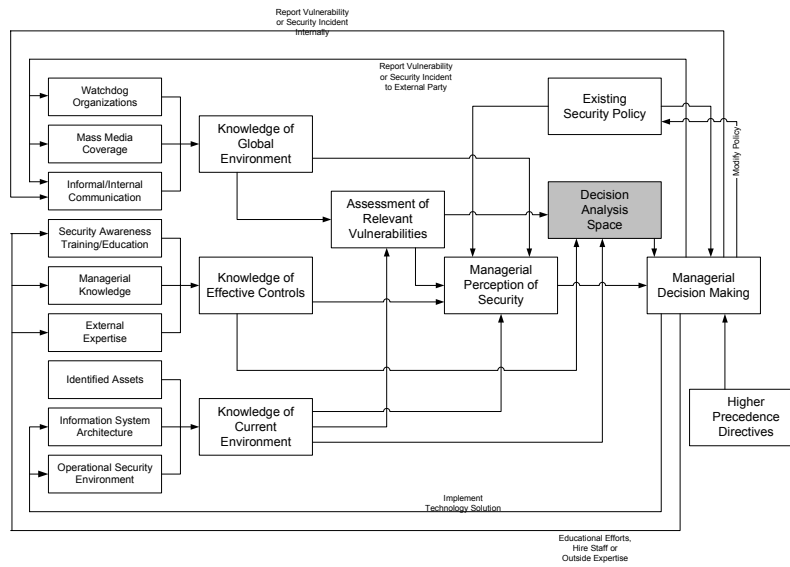 Report Vulnerability
or Security Incident
Internally
Report Vulnerability
or Security Incident
to External Party
Watchdog
Organizations
Mass Media
Coverage
Informal/Internal
Communication
Knowledge of
Global
Environment
Existing
Security Policy
Modify Policy
Assessment of
Relevant
Vulnerabilities
Decision
Analysis
Space
Security Awareness
Training/Education
Managerial
Knowledge
External
Expertise
Knowledge of
Effective Controls
Managerial
Perception of
Security
Managerial
Decision Making
Identified Assets
Information System
Architecture
Operational Security
Environment
Knowledge of
Current
Environment
Higher
Precedence
Directives
Implement
Technology Solution
Educational Efforts,
Hire Staff or
Outside Expertise